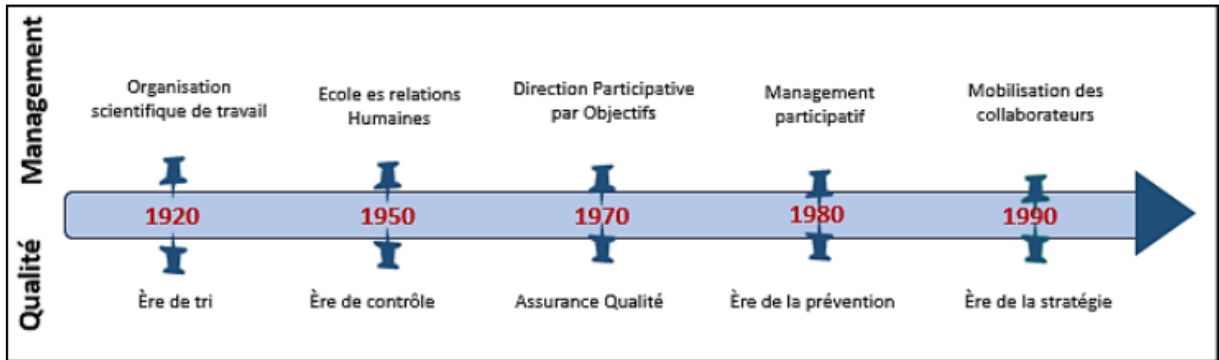 Management
Organisation
scientifique de travail
Ecole es relations
Humaines
Direction Participative
par Objectifs
Management
participatif
Mobilisation des
collaborateurs
1920
1950
1970
1980
1990
Qualité
Ère de tri
Ère de contrôle
Assurance Qualité
Ère de la prévention
Ère de la stratégie